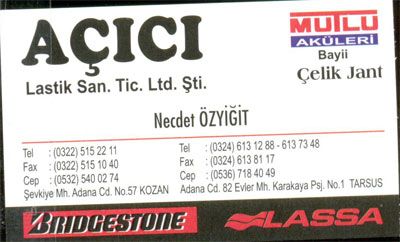 AÇICI
Lastik San. Tic. Ltd. Şti.
MUTLU
AKÜLERİ
Bayii
Çelik Jant
Necdet ÖZYİĞİT
Tel : (0322) 515 22 11
Fax : (0322) 515 10 40
Cep : (0532) 540 02 74
Şevkiye Mh. Adana Cd. No.57 KOZAN
Tel : (0324) 613 12 88 - 613 73 48
Fax : (0324) 613 81 17
Cep : (0536) 718 40 49
Adana Cd. 82 Evler Mh. Karakaya Psj. No.1 TARSUS
BRIDGESTONE
LASSA